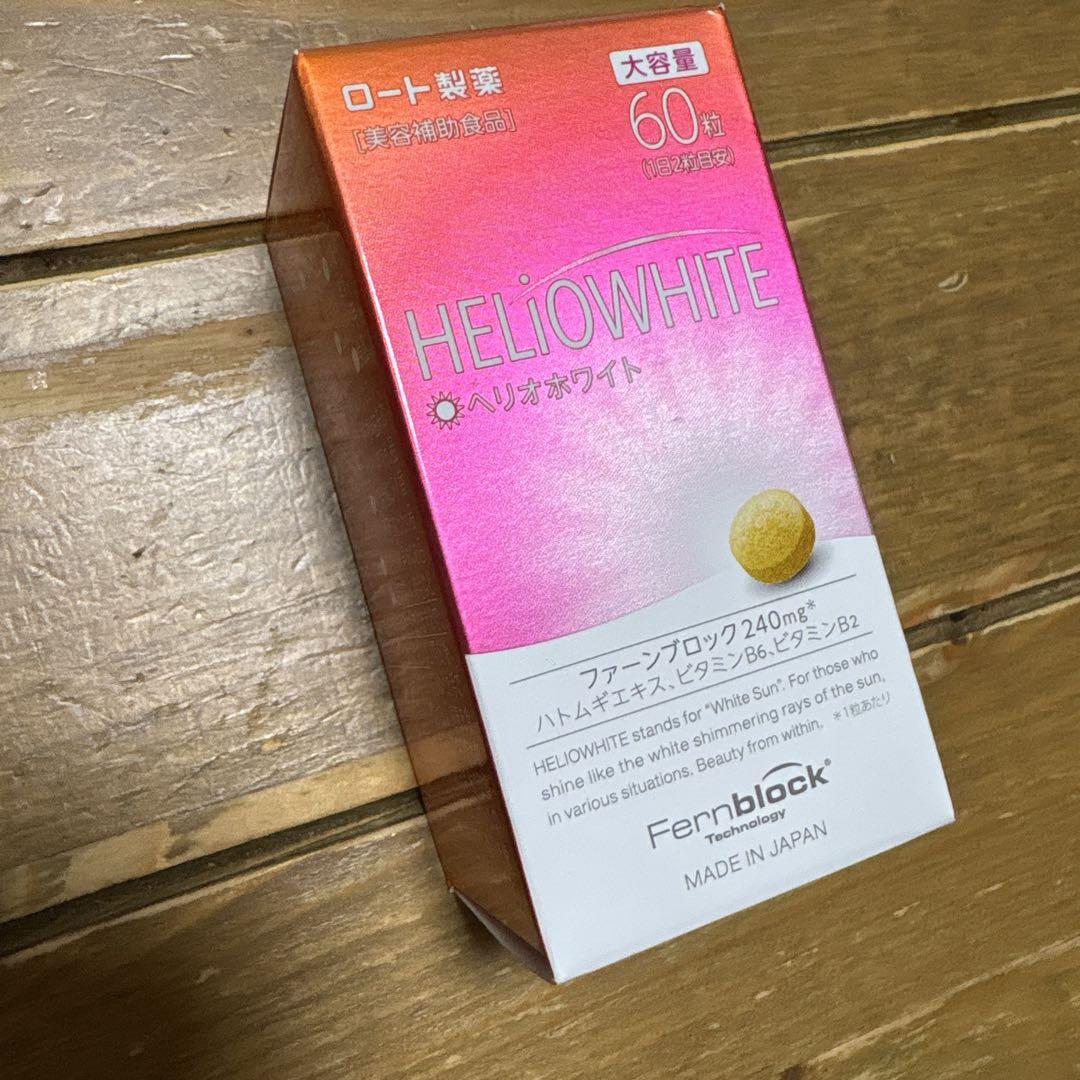 ロート製薬
[美容補助食品]
大容量
60粒
(1日2粒目安)
HELiOWHITE
ヘリオホワイト
ファーンブロック240mg*
ハトムギエキス、ビタミンB6、ビタミンB2
HELIOWHITE stands for "White Sun". For those who
shine like the white shimmering rays of the sun,
in various situations. Beauty from within. *1粒あたり
Fernblock®
Technology
MADE IN JAPAN